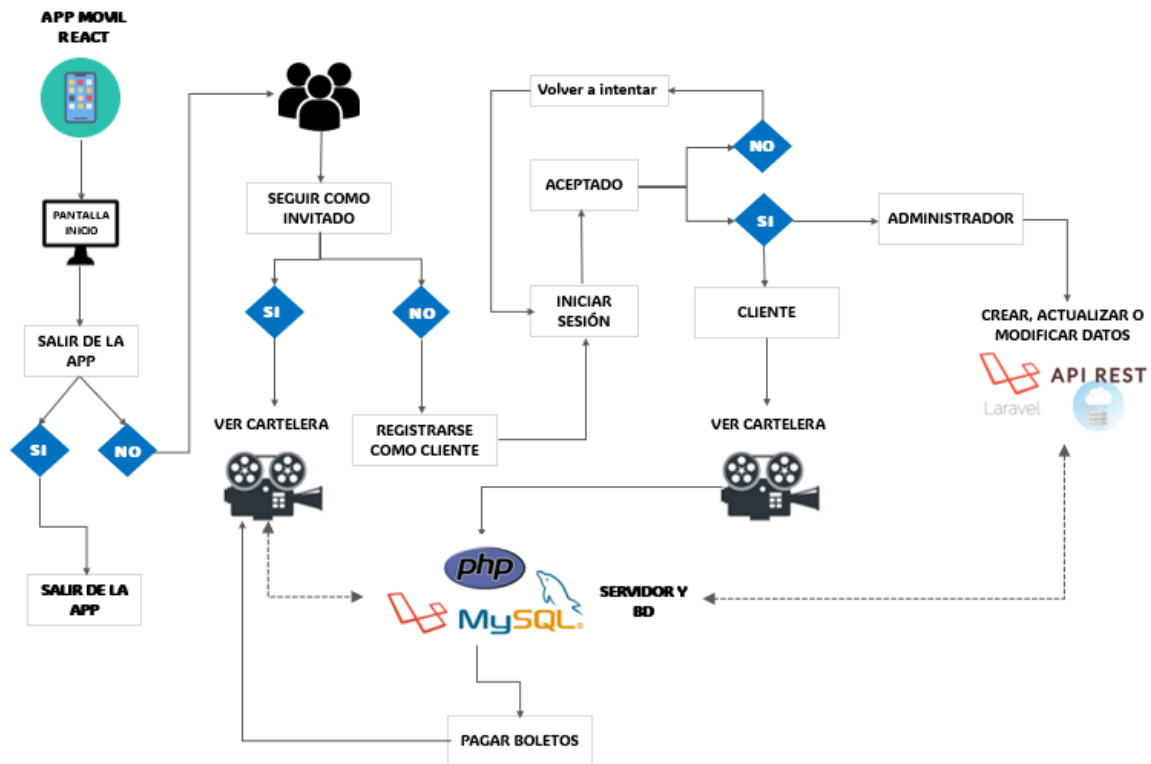 APP MOVIL
REACT
PANTALLA
INICIO
SALIR DE LA
APP
SI
NO
SALIR DE LA
APP
SEGUIR COMO
INVITADO
SI
NO
VER CARTELERA
REGISTRARSE
COMO CLIENTE
INICIAR
SESIÓN
ACEPTADO
Volver a intentar
NO
SI
CLIENTE
VER CARTELERA
ADMINISTRADOR
CREAR, ACTUALIZAR O
MODIFICAR DATOS
Laravel
API REST
php
MySQL®
SERVIDOR Y
BD
PAGAR BOLETOS